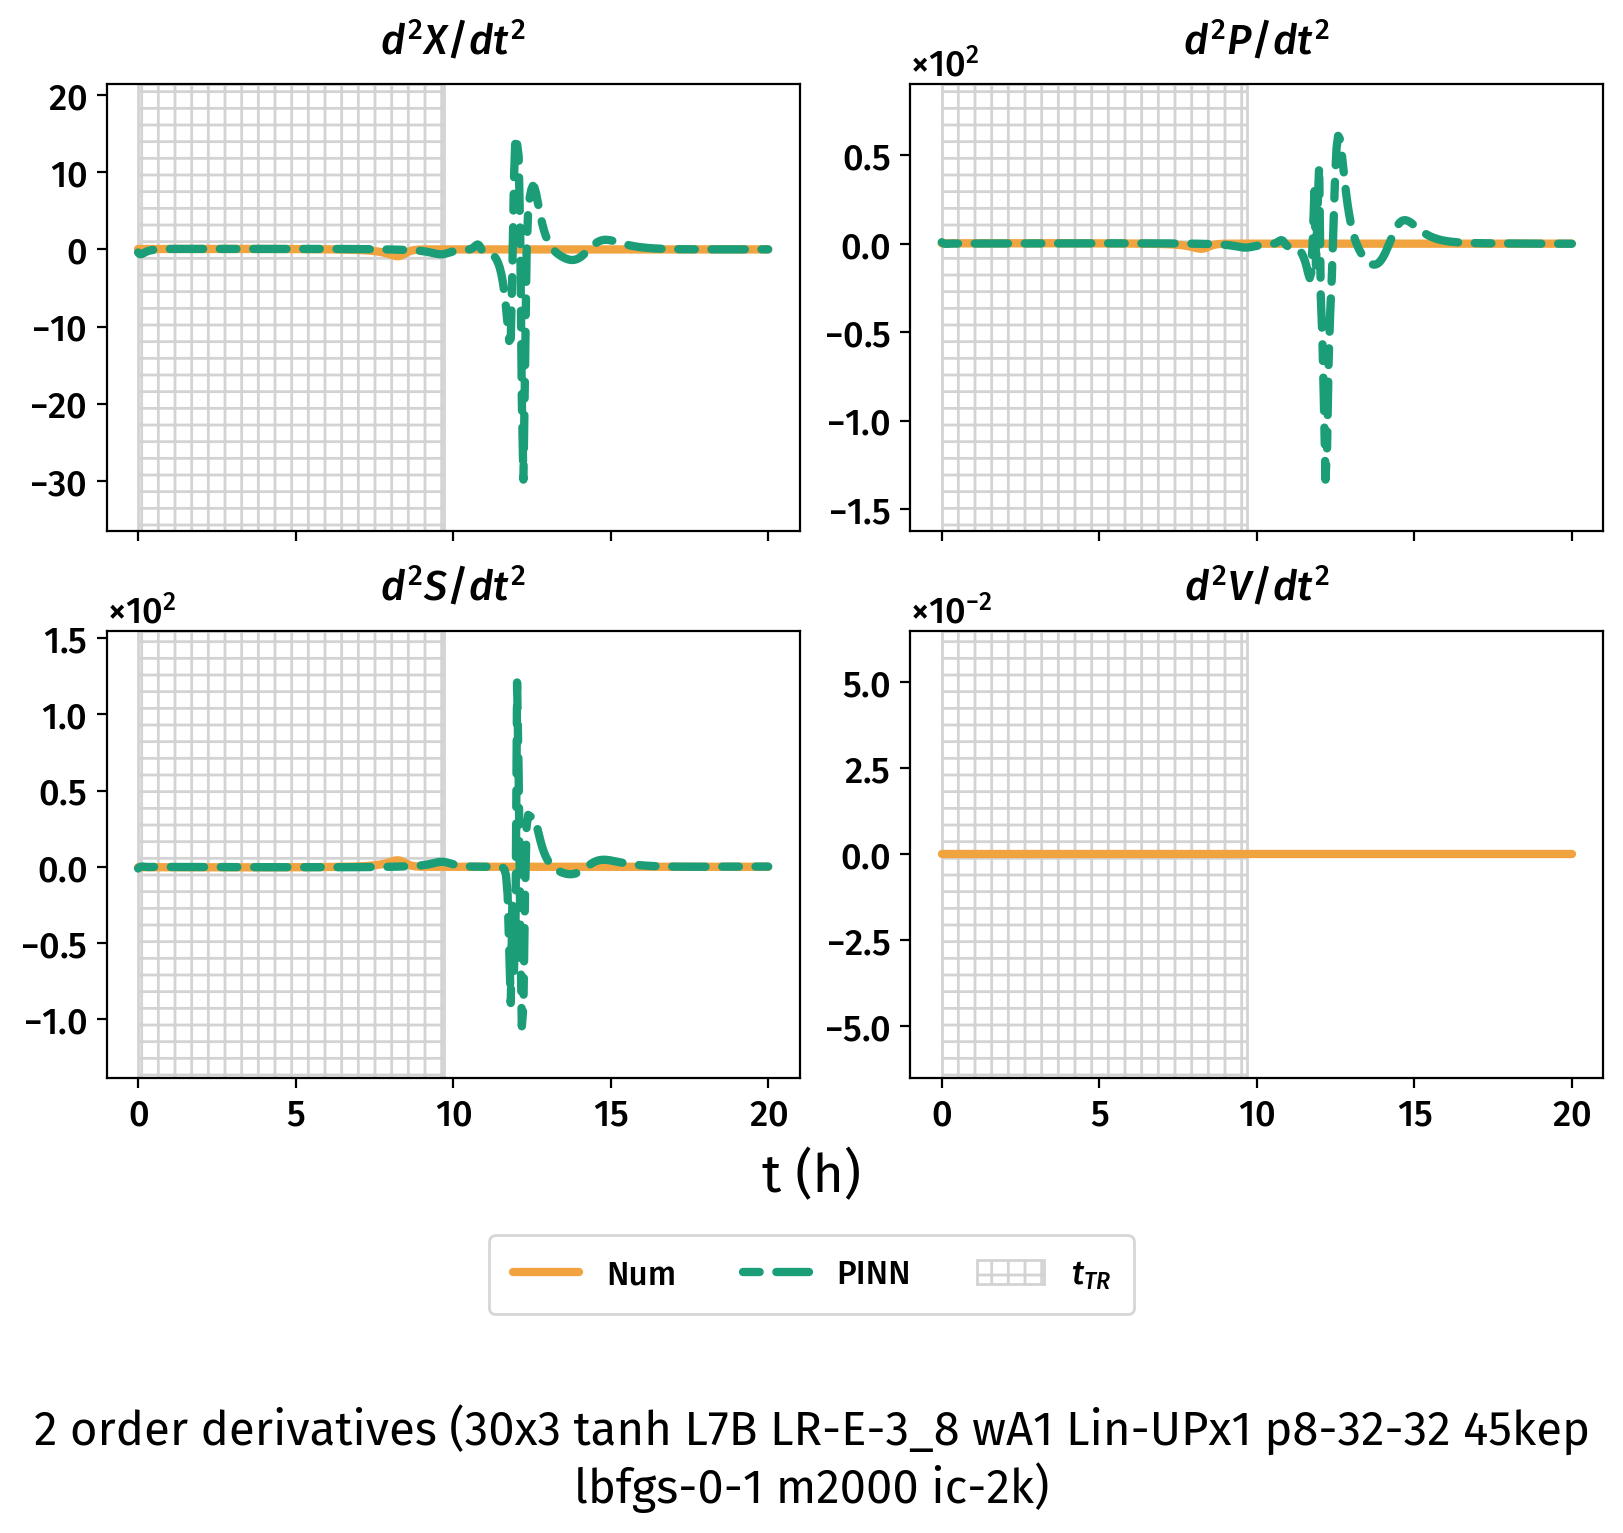 d²X/dt²
20
10
0
−10
−20
−30
d²P/dt²
×10²
0.5
0.0
−0.5
−1.0
−1.5
d²S/dt²
×10²
1.5
1.0
0.5
0.0
−0.5
−1.0
0 5 10 15 20
d²V/dt²
×10⁻²
5.0
2.5
0.0
−2.5
−5.0
0 5 10 15 20
t (h)
Num PINN t_TR
2 order derivatives (30x3 tanh L7B LR-E-3_8 wA1 Lin-UPx1 p8-32-32 45kep
lbfgs-0-1 m2000 ic-2k)